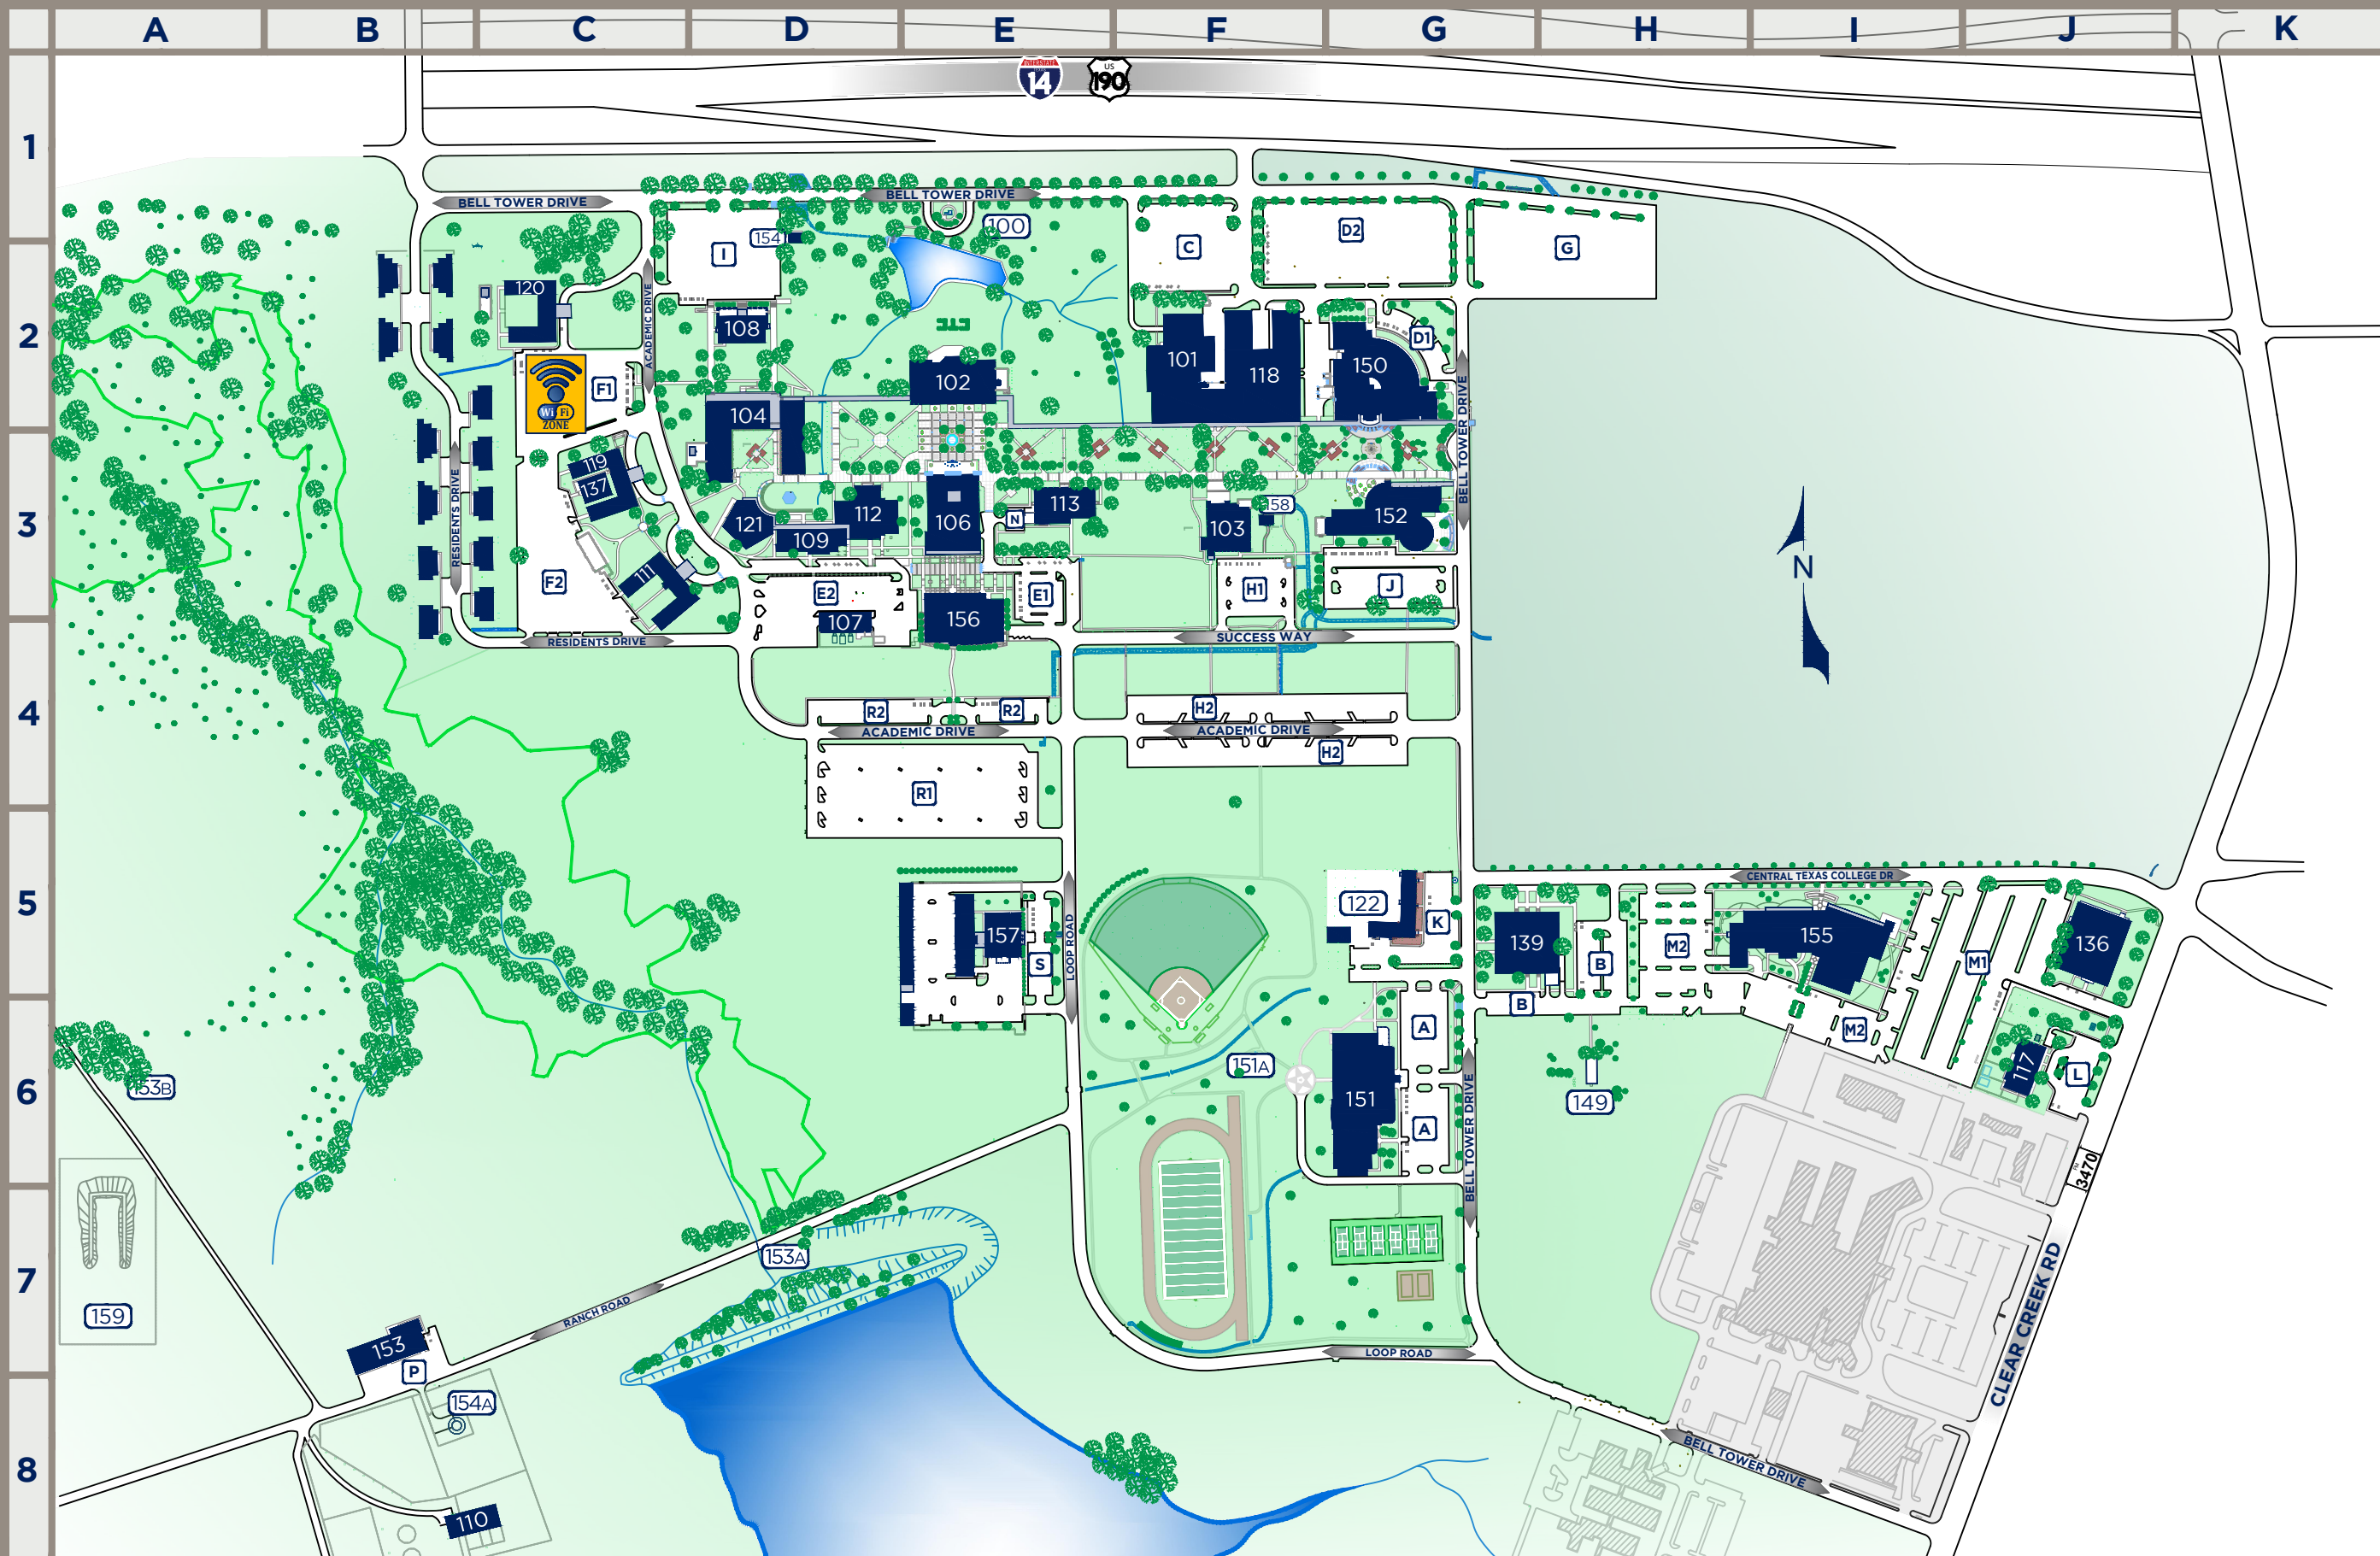 A B C D E F G H I J K
INTERSTATE
14
US
190
1
BELL TOWER DRIVE
BELL TOWER DRIVE
100
154
I
C
D2
G
2
120
ACADEMIC DRIVE
108
101
118
150
D1
102
F1
Wi Fi
ZONE
104
BELL TOWER DRIVE
3
RESIDENTS DRIVE
119
137
121
112
109
106
N
113
103
158
152
N
F2
111
E2
107
156
E1
H1
J
RESIDENTS DRIVE
SUCCESS WAY
4
R2
R2
H2
ACADEMIC DRIVE
ACADEMIC DRIVE
H2
R1
5
CENTRAL TEXAS COLLEGE DR
122
K
157
S
LOOP ROAD
139
B
M2
155
M1
136
B
A
M2
6
153B
151A
151
A
BELL TOWER DRIVE
149
117
L
3470
7
159
153A
RANCH ROAD
153
P
LOOP ROAD
CLEAR CREEK RD
8
154A
110
BELL TOWER DRIVE